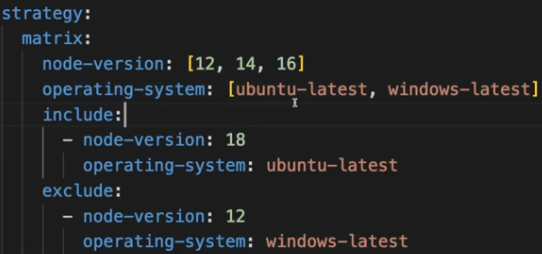 strategy:
  matrix:
    node-version: [12, 14, 16]
    operating-system: [ubuntu-latest, windows-latest]
    include:
      - node-version: 18
        operating-system: ubuntu-latest
    exclude:
      - node-version: 12
        operating-system: windows-latest